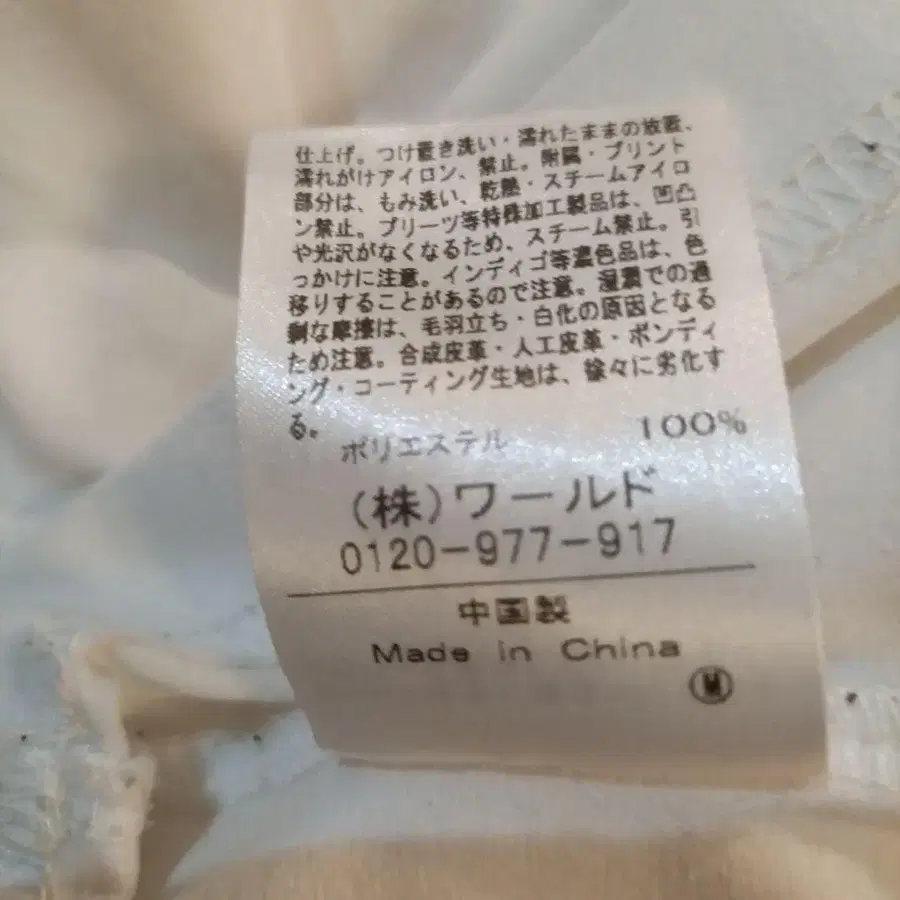 仕上げ。つけ置き洗い・濡れたままの放置、
濡れがけアイロン、禁止。附属・プリント
部分は、もみ洗い、乾熱・スチームアイロ
ン禁止。プリーツ等特殊加工製品は、凹凸
や光沢がなくなるため、スチーム禁止。引
っかけに注意。インディゴ等濃色品は、色
移りすることがあるので注意。湿潤での過
剰な摩擦は、毛羽立ち・白化の原因となる
ため注意。合成皮革・人工皮革・ボンディ
ング・コーティング生地は、徐々に劣化す
る。
ポリエステル 100%
(株)ワールド
0120-977-917
中国製
Made in China
Ⓜ